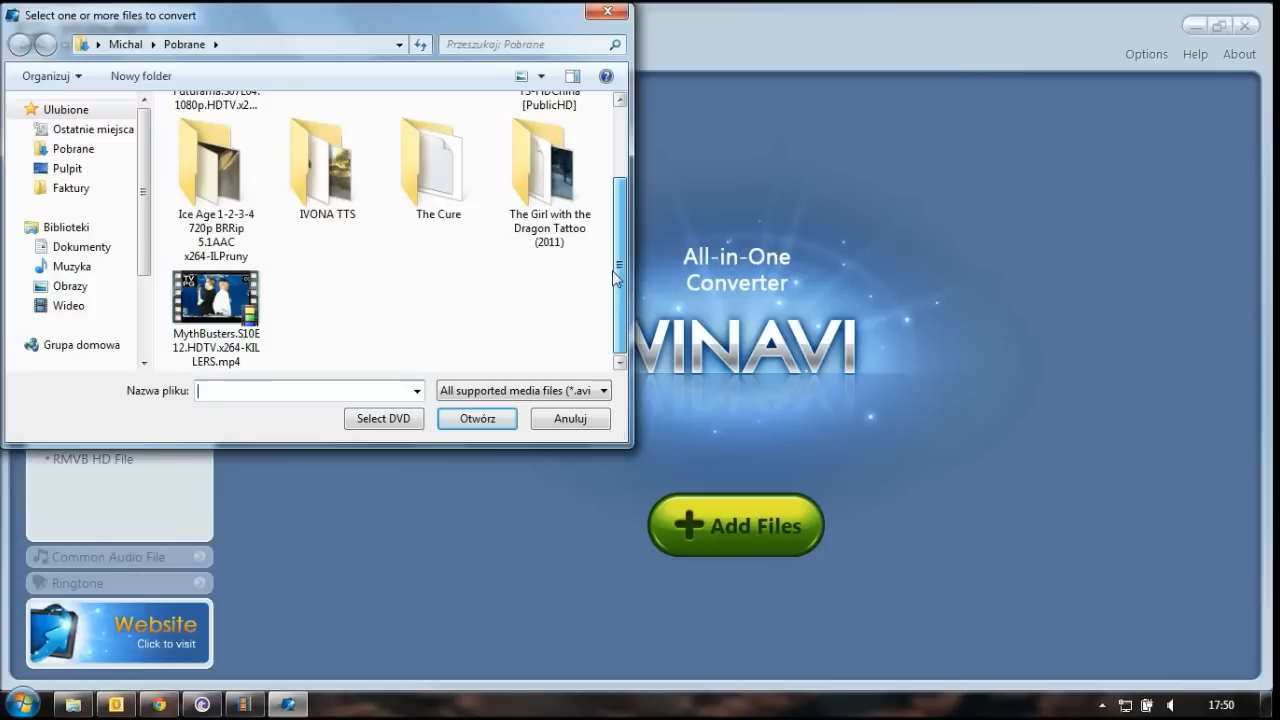 Select one or more files to convert
Michal
Pobrane
Przeszukaj: Pobrane
Options
Help
About
Organizuj
Nowy folder
Ulubione
Ostatnie miejsca
Pobrane
Pulpit
Faktury
Biblioteki
Dokumenty
Muzyka
Obrazy
Wideo
Grupa domowa
Futurama.S07E04.
1080p.HDTV.x2...
[PublicHD]
Ice Age 1-2-3-4
720p BRRip
5.1AAC
x264-ILPruny
IVONA TTS
The Cure
The Girl with the
Dragon Tattoo
(2011)
TV
PG
MythBusters.S10E
12.HDTV.x264-KIL
LERS.mp4
Nazwa pliku:
All supported media files (*.avi
Select DVD
Otwórz
Anuluj
All-in-One
Converter
WINAVI
Add Files
RMVB HD File
Common Audio File
Ringtone
Website
Click to visit
17:50